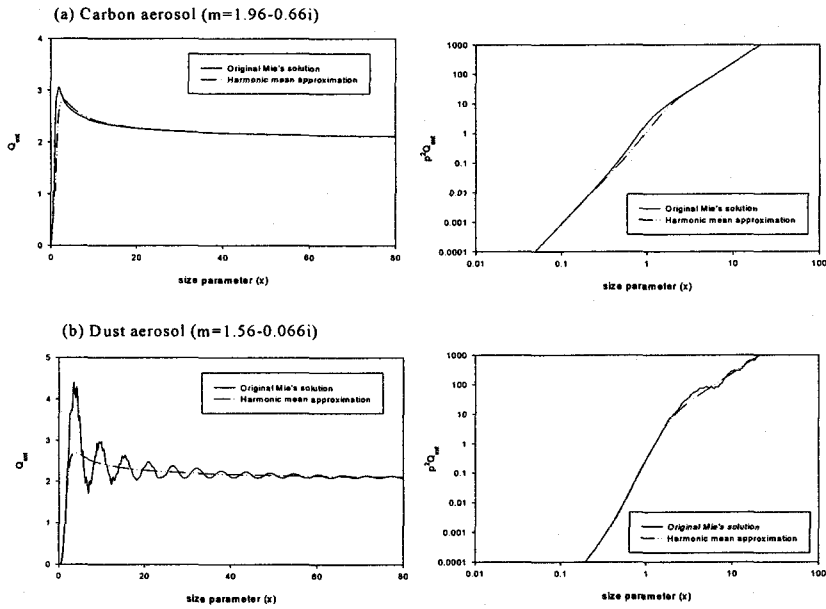 (a) Carbon aerosol (m=1.96-0.66i)
4
3
2
1
0
Q_ext
Original Mie's solution
Harmonic mean approximation
0 20 40 60 80
size parameter (x)
1000
100
10
1
0.1
0.01
0.001
0.0001
p²Q_ext
Original Mie's solution
Harmonic mean approximation
0.01 0.1 1 10 100
size parameter (x)
(b) Dust aerosol (m=1.56-0.066i)
5
4
3
2
1
0
Q_ext
Original Mie's solution
Harmonic mean approximation
0 20 40 60 80
size parameter (x)
1000
100
10
1
0.1
0.01
0.001
0.0001
p²Q_ext
Original Mie's solution
Harmonic mean approximation
0.01 0.1 1 10 100
size parameter (x)